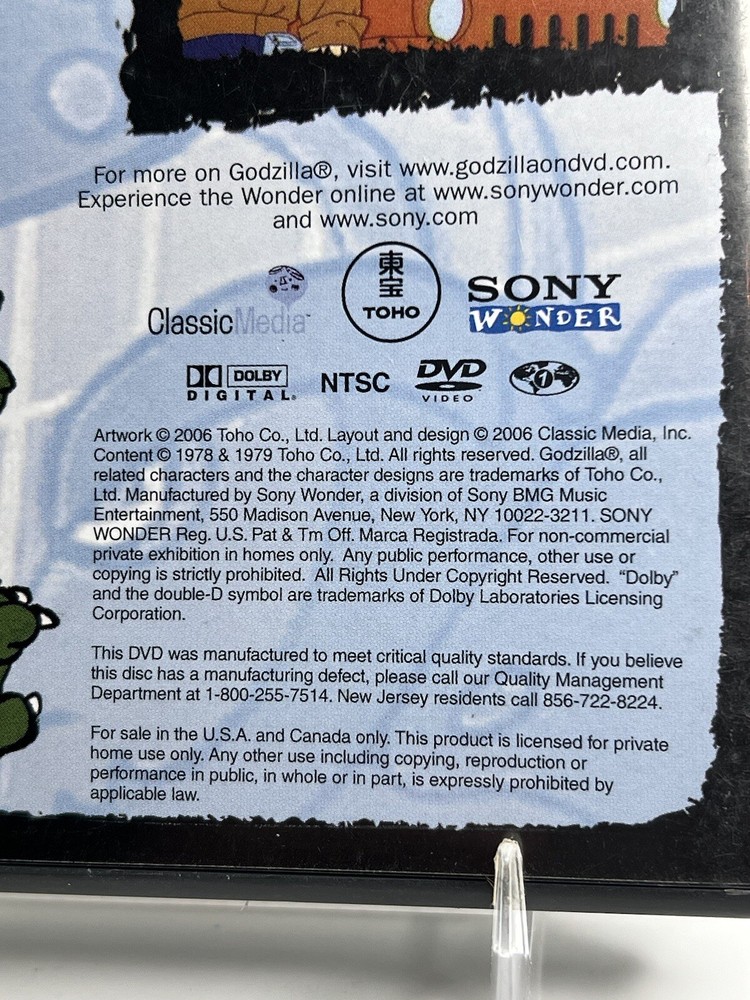 For more on Godzilla®, visit www.godzillaondvd.com.
Experience the Wonder online at www.sonywonder.com
and www.sony.com
ClassicMedia™
東宝
TOHO
SONY
WONDER
DOLBY
DIGITAL®
NTSC
DVD
VIDEO
1
Artwork © 2006 Toho Co., Ltd. Layout and design © 2006 Classic Media, Inc.
Content © 1978 & 1979 Toho Co., Ltd. All rights reserved. Godzilla®, all
related characters and the character designs are trademarks of Toho Co.,
Ltd. Manufactured by Sony Wonder, a division of Sony BMG Music
Entertainment, 550 Madison Avenue, New York, NY 10022-3211. SONY
WONDER Reg. U.S. Pat & Tm Off. Marca Registrada. For non-commercial
private exhibition in homes only. Any public performance, other use or
copying is strictly prohibited. All Rights Under Copyright Reserved. “Dolby”
and the double-D symbol are trademarks of Dolby Laboratories Licensing
Corporation.
This DVD was manufactured to meet critical quality standards. If you believe
this disc has a manufacturing defect, please call our Quality Management
Department at 1-800-255-7514. New Jersey residents call 856-722-8224.
For sale in the U.S.A. and Canada only. This product is licensed for private
home use only. Any other use including copying, reproduction or
performance in public, in whole or in part, is expressly prohibited by
applicable law.